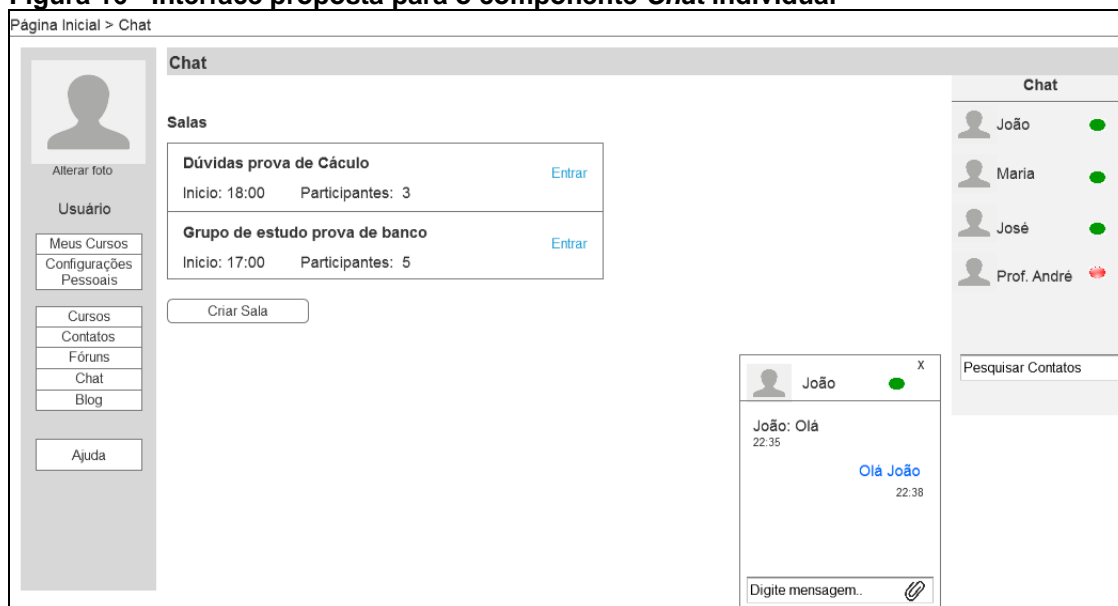 Figura 10 - Interface proposta para o componente Chat individual
Página Inicial > Chat
Alterar foto
Usuário
Meus Cursos
Configurações
Pessoais
Cursos
Contatos
Fóruns
Chat
Blog
Ajuda
Chat
Salas
Dúvidas prova de Cáculo
Inicio: 18:00 Participantes: 3
Entrar
Grupo de estudo prova de banco
Inicio: 17:00 Participantes: 5
Entrar
Criar Sala
Chat
João
Maria
José
Prof. André
Pesquisar Contatos
João
X
João: Olá
22:35
Olá João
22:38
Digite mensagem..